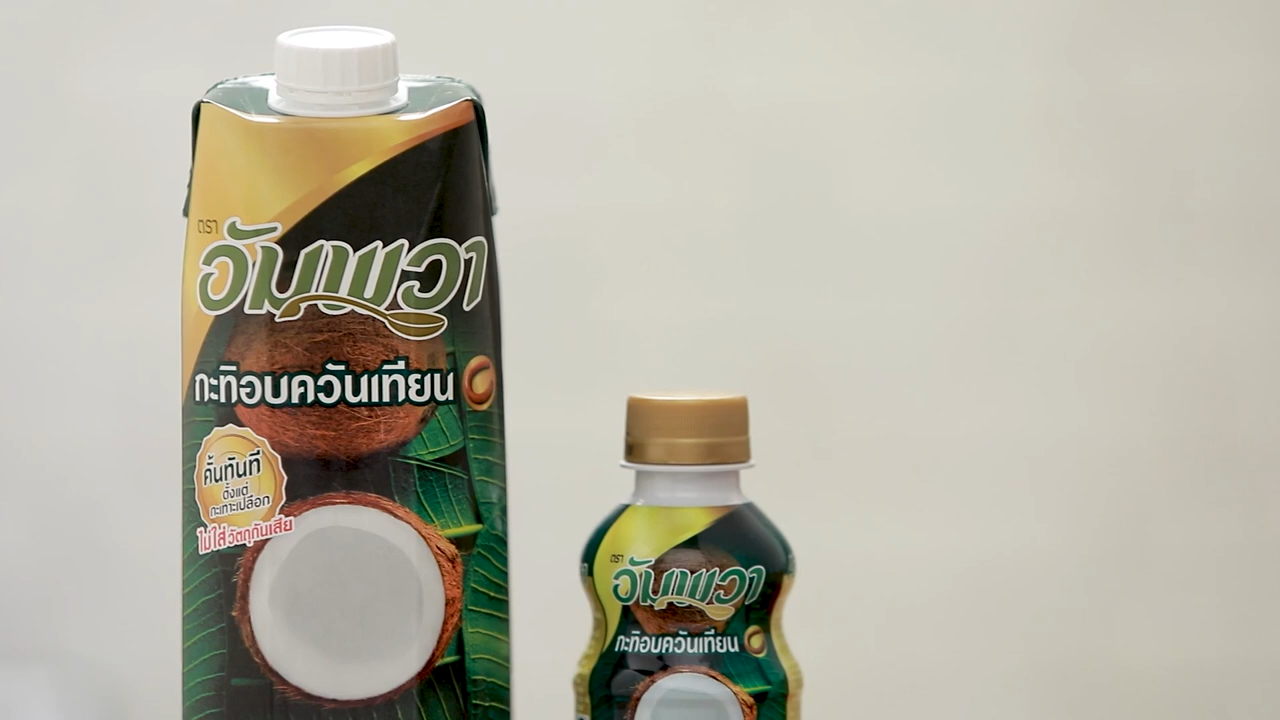 ตรา
อัมพวา
กะทิอบควันเทียน
คั้นทันที
ตั้งแต่
กะเทาะเปลือก
ไม่ใส่วัตถุกันเสีย
ตรา
อัมพวา
กะทิอบควันเทียน